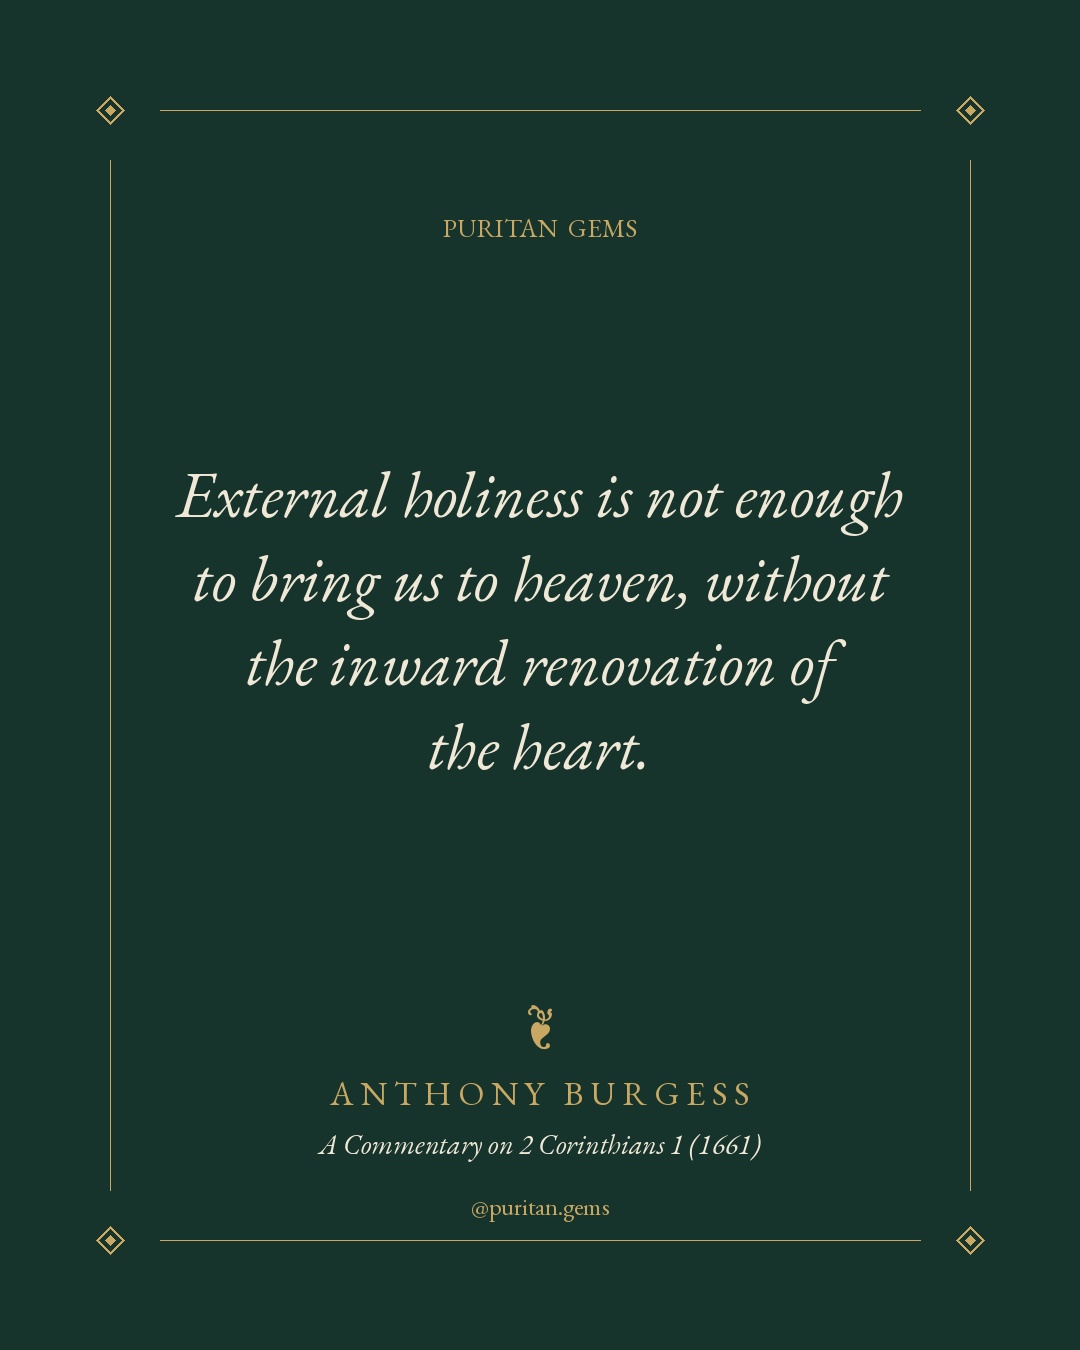 PURITAN GEMS
External holiness is not enough
to bring us to heaven, without
the inward renovation of
the heart.
ANTHONY BURGESS
A Commentary on 2 Corinthians 1 (1661)
@puritan.gems